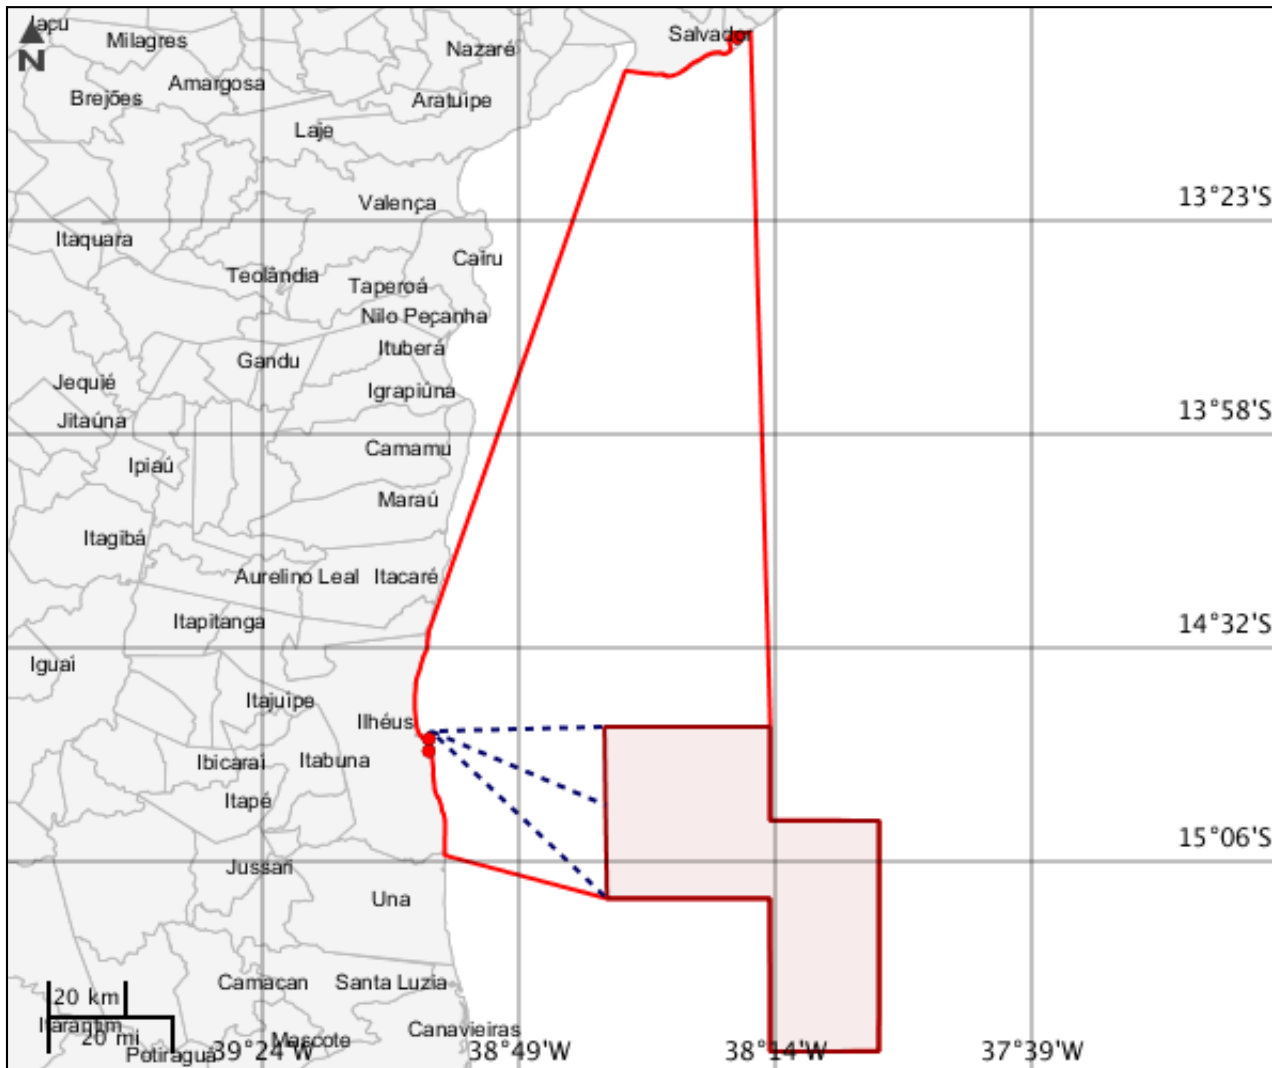 Iaçu
Milagres
Nazaré
Salvador
N
Amargosa
Brejões
Aratuípe
Laje
Valença
13°23'S
Itaquara
Cairu
Teolândia
Taperoá
Nilo Peçanha
Ituberá
Gandu
Jequié
Igrapiúna
Jitaúna
13°58'S
Camamu
Ipiaú
Maraú
Itagibá
Aurelino Leal
Itacaré
Itapitanga
14°32'S
Iguaí
Itajuípe
Ilhéus
Ibicaraí
Itabuna
Itapé
15°06'S
Jussari
Una
Camacan
Santa Luzia
20 km
Itarantim
20 mi
Mascote
Canavieiras
Potiraguá
39°24'W
38°49'W
38°14'W
37°39'W